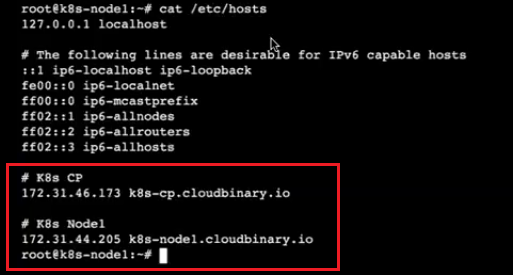 root@k8s-node1:~# cat /etc/hosts
127.0.0.1 localhost
# The following lines are desirable for IPv6 capable hosts
::1 ip6-localhost ip6-loopback
fe00::0 ip6-localnet
ff00::0 ip6-mcastprefix
ff02::1 ip6-allnodes
ff02::2 ip6-allrouters
ff02::3 ip6-allhosts
# K8s CP
172.31.46.173 k8s-cp.cloudbinary.io
# K8s Node1
172.31.44.205 k8s-node1.cloudbinary.io
root@k8s-node1:~#